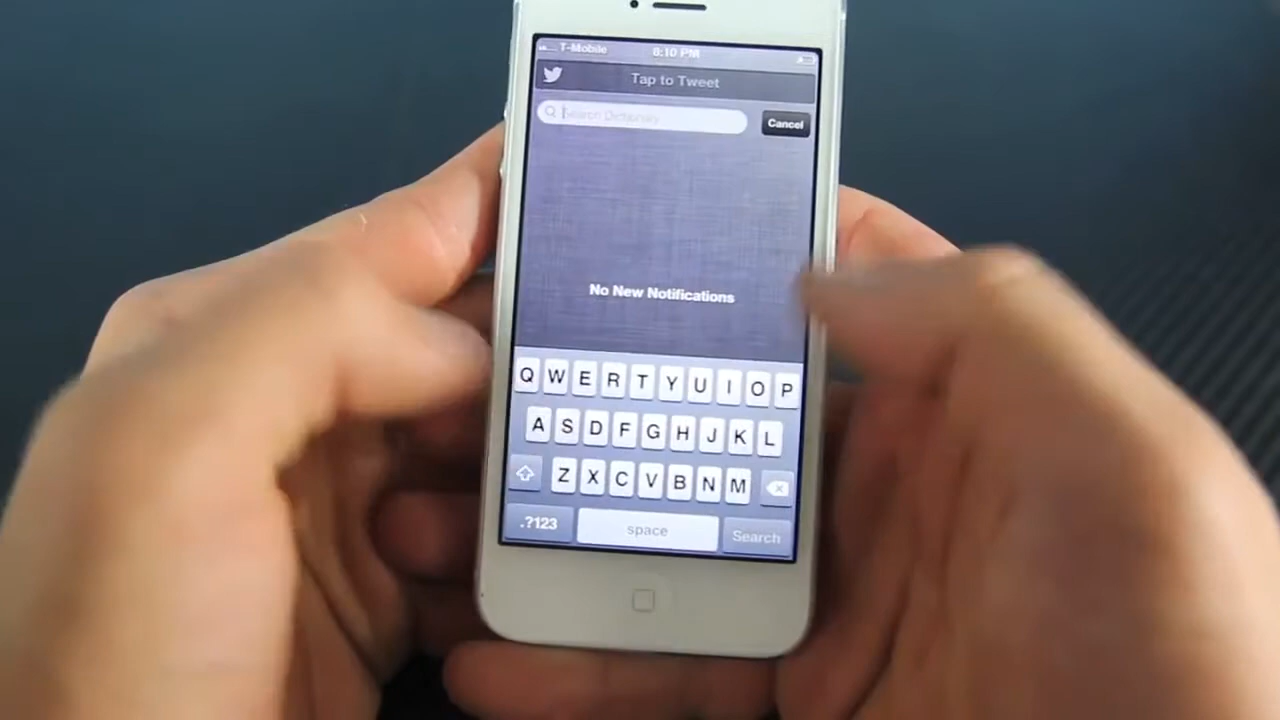 T-Mobile 8:10 PM
Tap to Tweet
Search Dictionary Cancel
No New Notifications
Q W E R T Y U I O P
A S D F G H J K L
Z X C V B N M
.?123 space Search